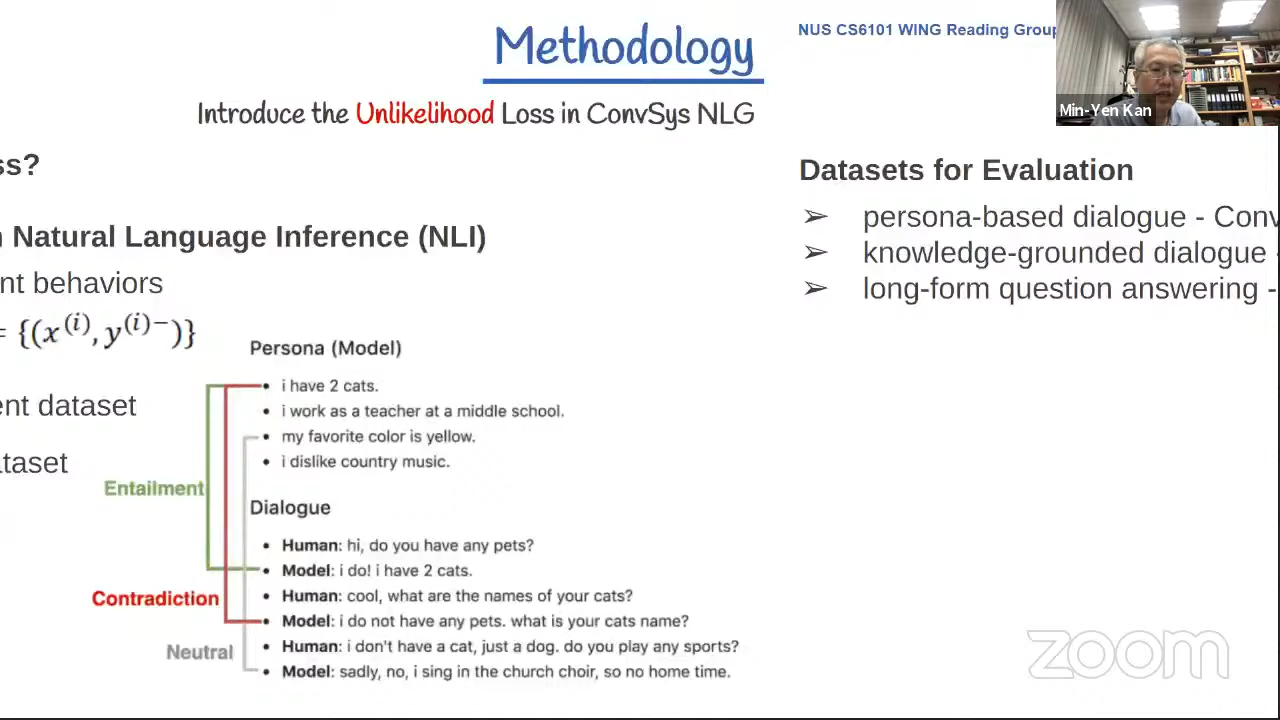 Methodology
NUS CS6101 WING Reading Group
Min-Yen Kan
Introduce the Unlikelihood Loss in ConvSys NLG
ss?
n Natural Language Inference (NLI)
nt behaviors
= {(x^(i), y^(i)−)}
ent dataset
taset
Persona (Model)
• i have 2 cats.
• i work as a teacher at a middle school.
• my favorite color is yellow.
• i dislike country music.
Entailment
Dialogue
• Human: hi, do you have any pets?
• Model: i do! i have 2 cats.
• Human: cool, what are the names of your cats?
Contradiction
• Model: i do not have any pets. what is your cats name?
• Human: i don't have a cat, just a dog. do you play any sports?
Neutral
• Model: sadly, no, i sing in the church choir, so no home time.
Datasets for Evaluation
➢ persona-based dialogue - Conv
➢ knowledge-grounded dialogue -
➢ long-form question answering -
zoom